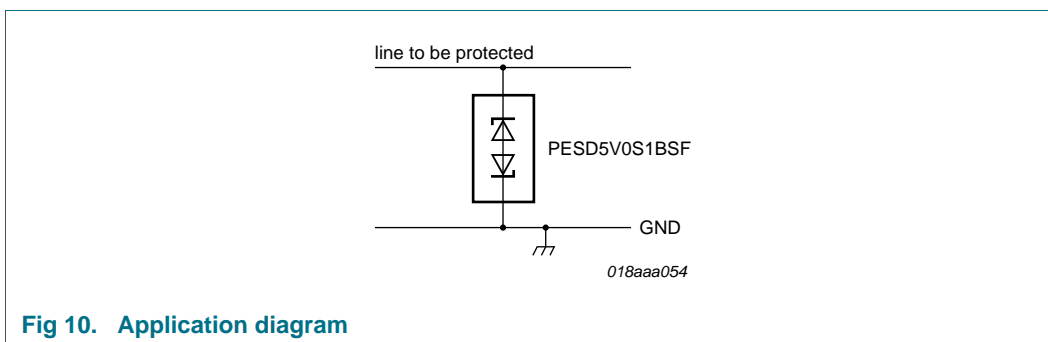 line to be protected
PESD5V0S1BSF
GND
018aaa054
Fig 10. Application diagram